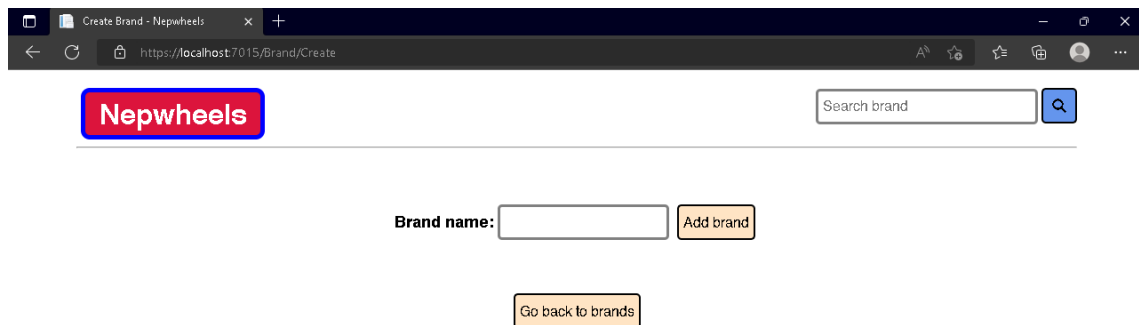 Create Brand - Nepwheels
https://localhost:7015/Brand/Create
Nepwheels
Search brand
Brand name:
Add brand
Go back to brands